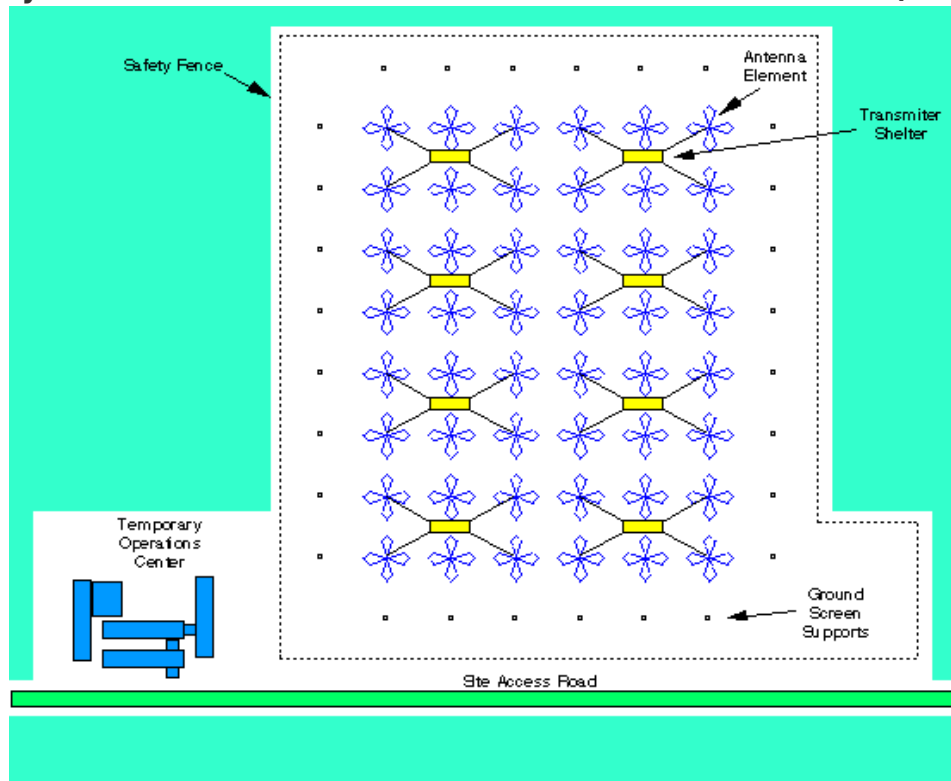 Safety Fence
Antenna
Element
Transmiter
Shelter
Temporary
Operations
Center
Ground
Screen
Supports
Site Access Road